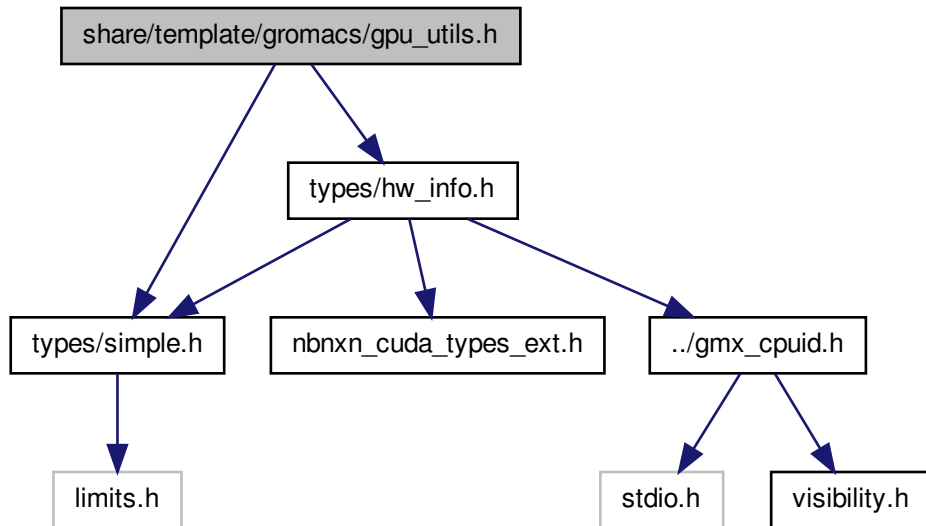 share/template/gromacs/gpu_utils.h
types/hw_info.h
types/simple.h
nbnxn_cuda_types_ext.h
../gmx_cpuid.h
limits.h
stdio.h
visibility.h